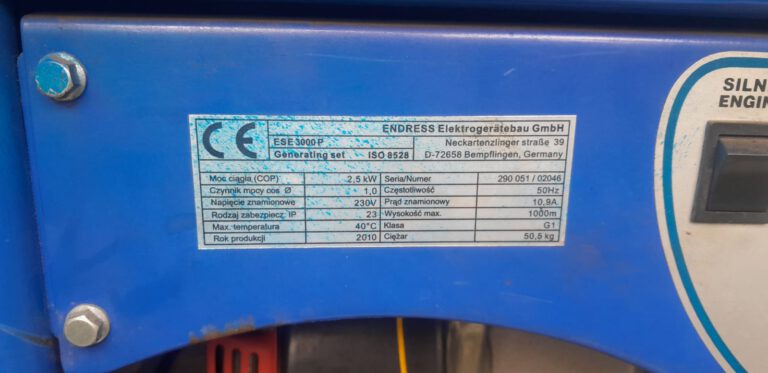 CE
ENDRESS Elektrogerätebau GmbH
ESE 3000 P
Neckartenzlinger straße 39
Generating set ISO 8528
D-72658 Bempflingen, Germany
Moc ciągła (COP) 2,5 kW Seria/Numer 290 051 / 02046
Czynnik mocy cos Ø 1,0 Częstotliwość 50Hz
Napięcie znamionowe 230V Prąd znamionowy 10,9A
Rodzaj zabezpiecz. IP 23 Wysokość max. 1000m
Max. temperatura 40°C Klasa G1
Rok produkcji 2010 Ciężar 50,5 kg
SILN
ENGIN